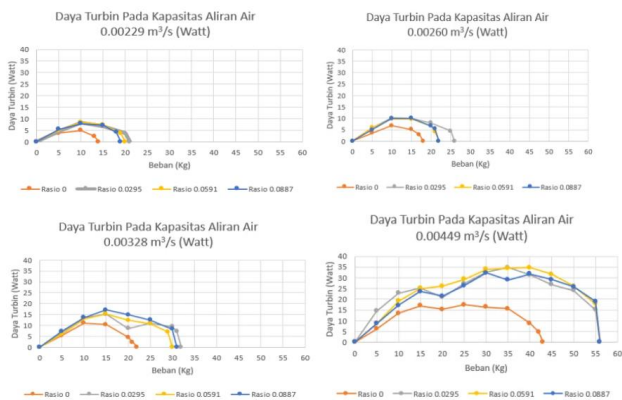 Daya Turbin Pada Kapasitas Aliran Air
0.00229 m³/s (Watt)
Daya Turbin (Watt)
40
35
30
25
20
15
10
5
0
0 5 10 15 20 25 30 35 40 45 50 55 60
Beban (Kg)
Rasio 0 Rasio 0.0295 Rasio 0.0591 Rasio 0.0887
Daya Turbin Pada Kapasitas Aliran Air
0.00260 m³/s (Watt)
Daya Turbin (Watt)
40
35
30
25
20
15
10
5
0
0 5 10 15 20 25 30 35 40 45 50 55 60
Beban (Kg)
Rasio 0 Rasio 0.0295 Rasio 0.0591 Rasio 0.0887
Daya Turbin Pada Kapasitas Aliran Air
0.00328 m³/s (Watt)
Daya Turbin (Watt)
40
35
30
25
20
15
10
5
0
0 5 10 15 20 25 30 35 40 45 50 55 60
Beban (Kg)
Rasio 0 Rasio 0.0295 Rasio 0.0591 Rasio 0.0887
Daya Turbin Pada Kapasitas Aliran Air
0.00449 m³/s (Watt)
Daya Turbin (Watt)
40
35
30
25
20
15
10
5
0
0 5 10 15 20 25 30 35 40 45 50 55 60
Beban (Kg)
Rasio 0 Rasio 0.0295 Rasio 0.0591 Rasio 0.0887